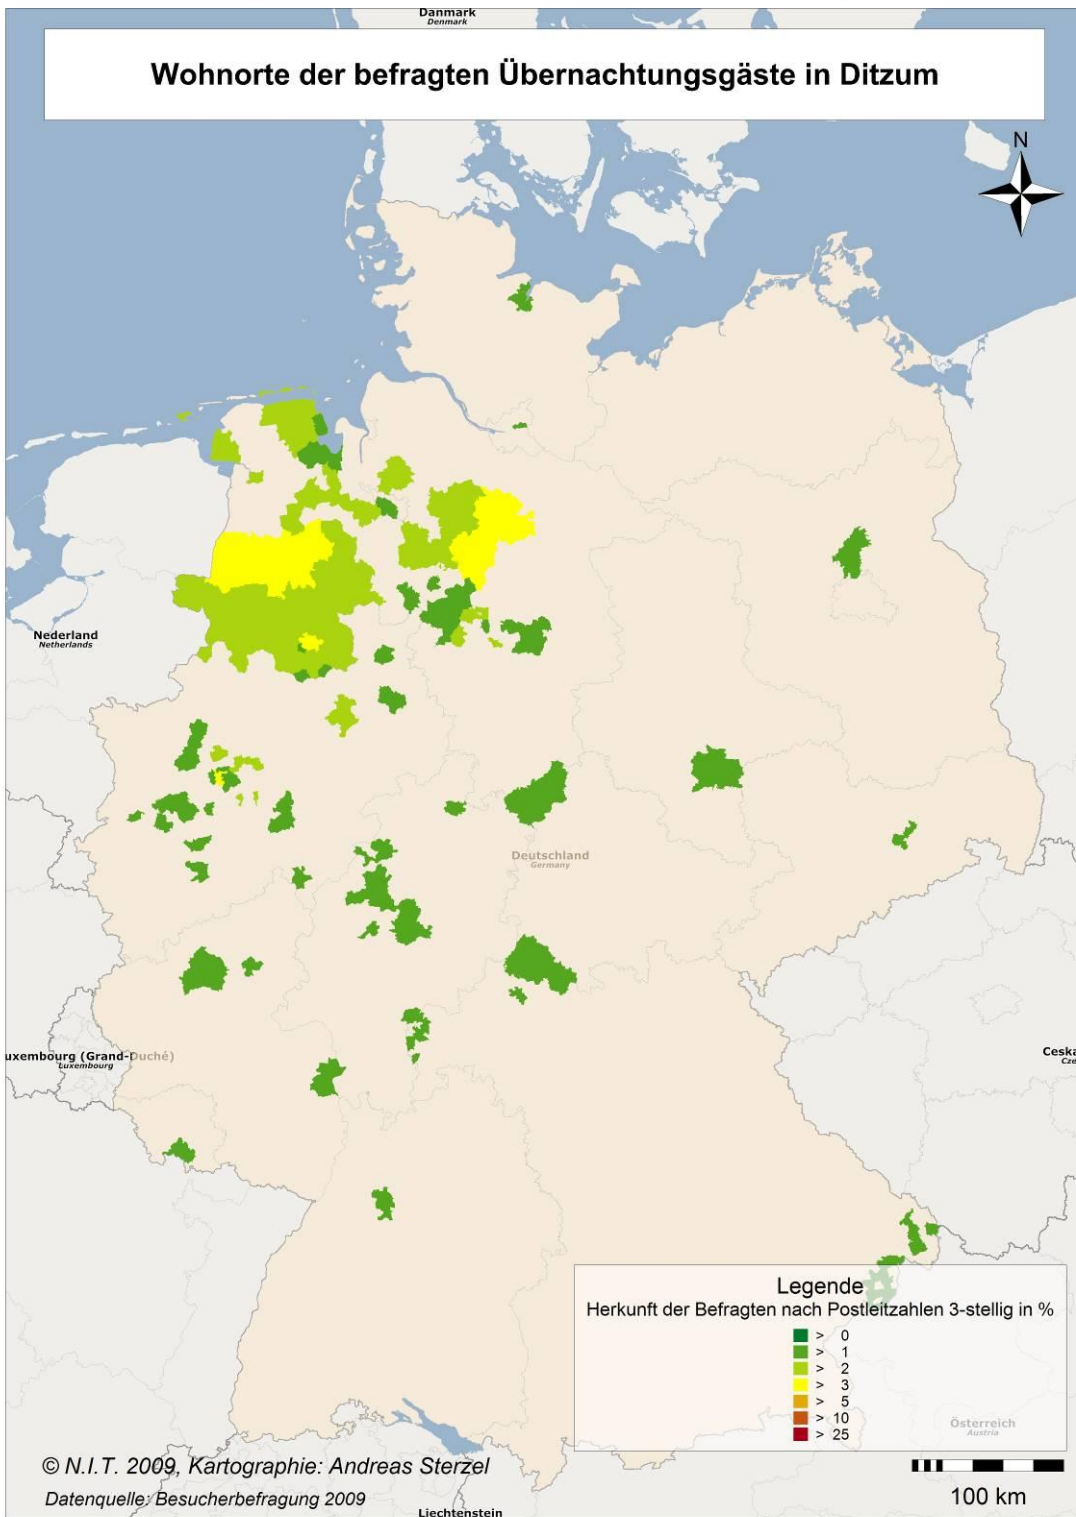 Danmark
Denmark
Wohnorte der befragten Übernachtungsgäste in Ditzum
N
Nederland
Netherlands
Deutschland
Germany
uxembourg (Grand-Duché)
Luxembourg
Ceska
Cze
Legende
Herkunft der Befragten nach Postleitzahlen 3-stellig in %
> 0
> 1
> 2
> 3
> 5
> 10
> 25
Österreich
Austria
© N.I.T. 2009, Kartographie: Andreas Sterzel
Datenquelle: Besucherbefragung 2009
100 km
Liechtenstein